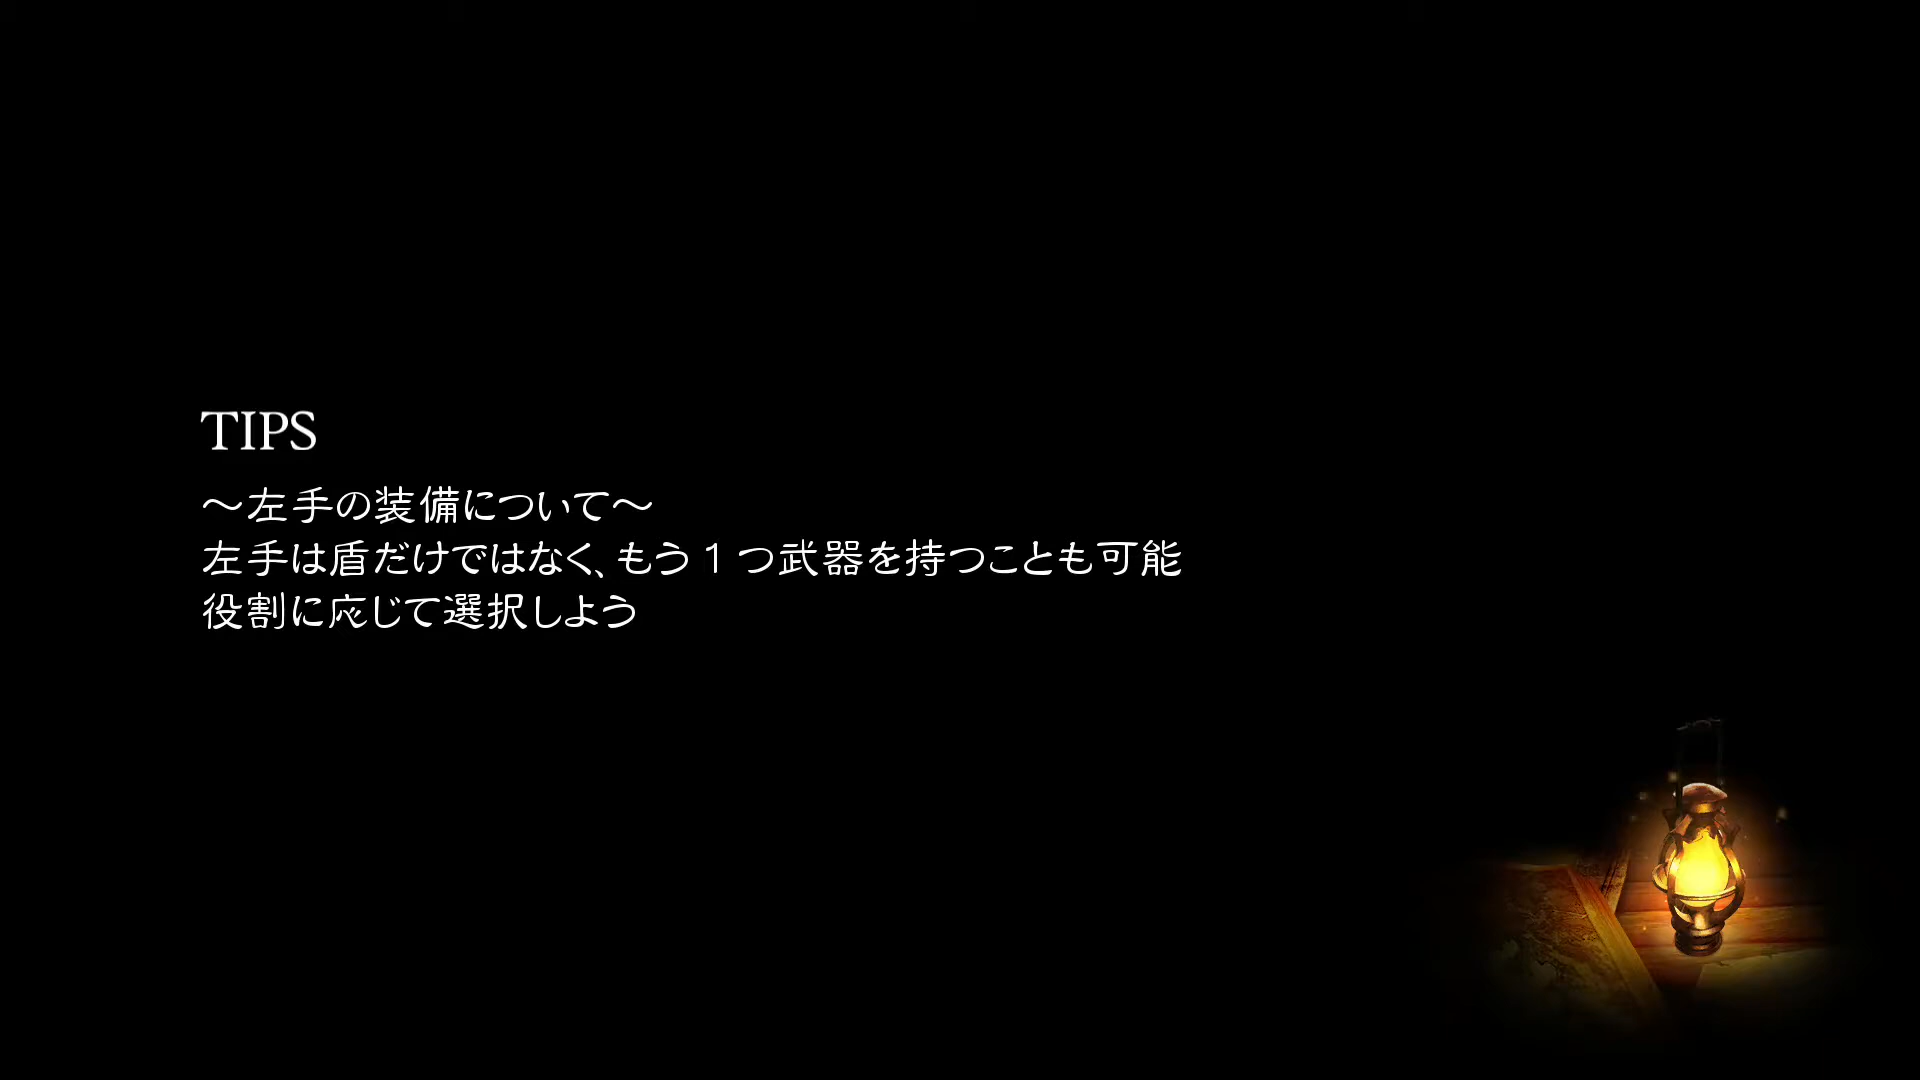 TIPS
～左手の装備について～
左手は盾だけではなく、もう１つ武器を持つことも可能
役割に応じて選択しよう